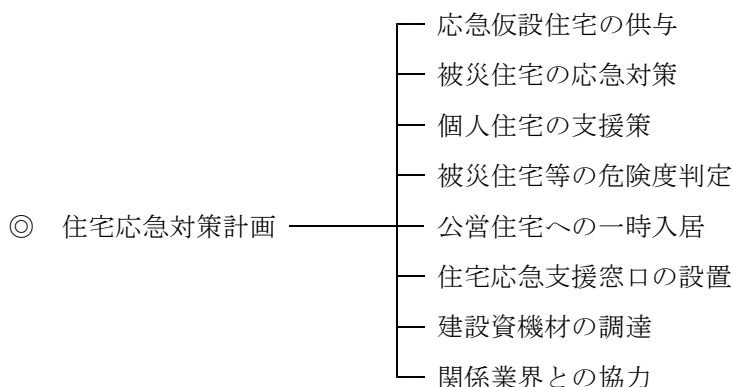 応急仮設住宅の供与
被災住宅の応急対策
個人住宅の支援策
被災住宅等の危険度判定
◎ 住宅応急対策計画
公営住宅への一時入居
住宅応急支援窓口の設置
建設資機材の調達
関係業界との協力